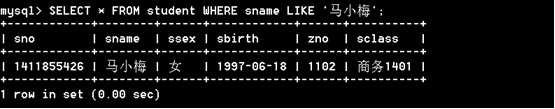 mysql> SELECT * FROM student WHERE sname LIKE '马小梅';
+------------+--------+------+------------+------+----------+
| sno | sname | ssex | sbirth | zno | sclass |
+------------+--------+------+------------+------+----------+
| 1411855426 | 马小梅 | 女 | 1997-06-18 | 1102 | 商务1401 |
+------------+--------+------+------------+------+----------+
1 row in set (0.00 sec)